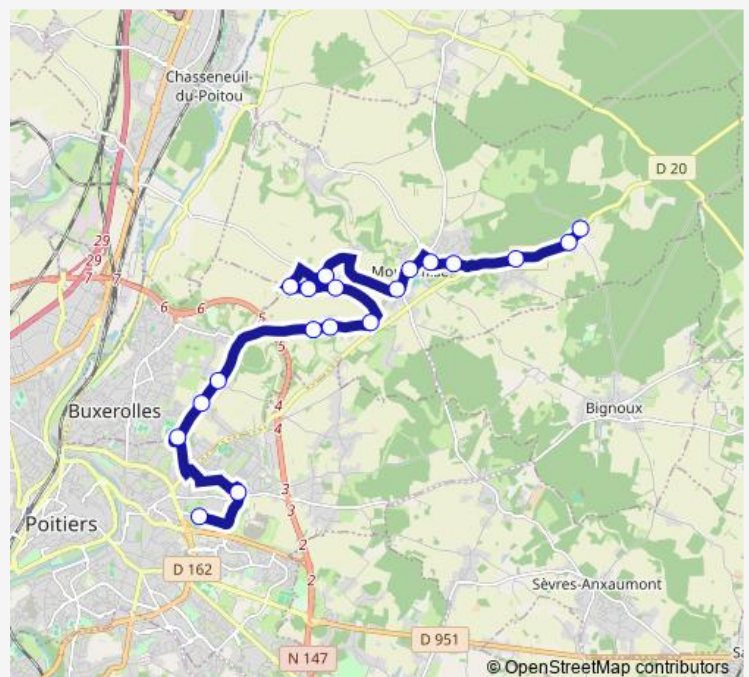 Chasseneuil-
du-Poitou
D 20
29
29
7
7
6
6
5
5
4
4
Buxerolles
Bignoux
3
3
Poitiers
2
2
D 162
Sèvres-Anxaumont
D 951
N 147
© OpenStreetMap contributors